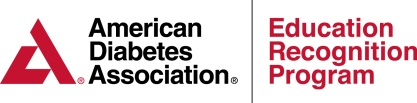 American
Diabetes
Association®
Education
Recognition
Program
®